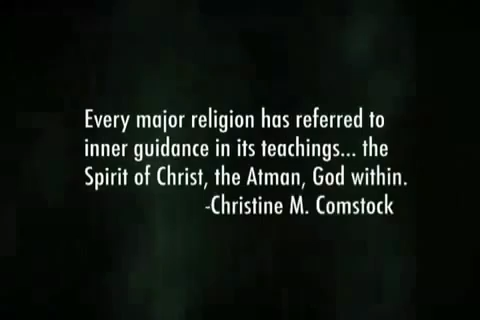 Every major religion has referred to
inner guidance in its teachings... the
Spirit of Christ, the Atman, God within.
-Christine M. Comstock